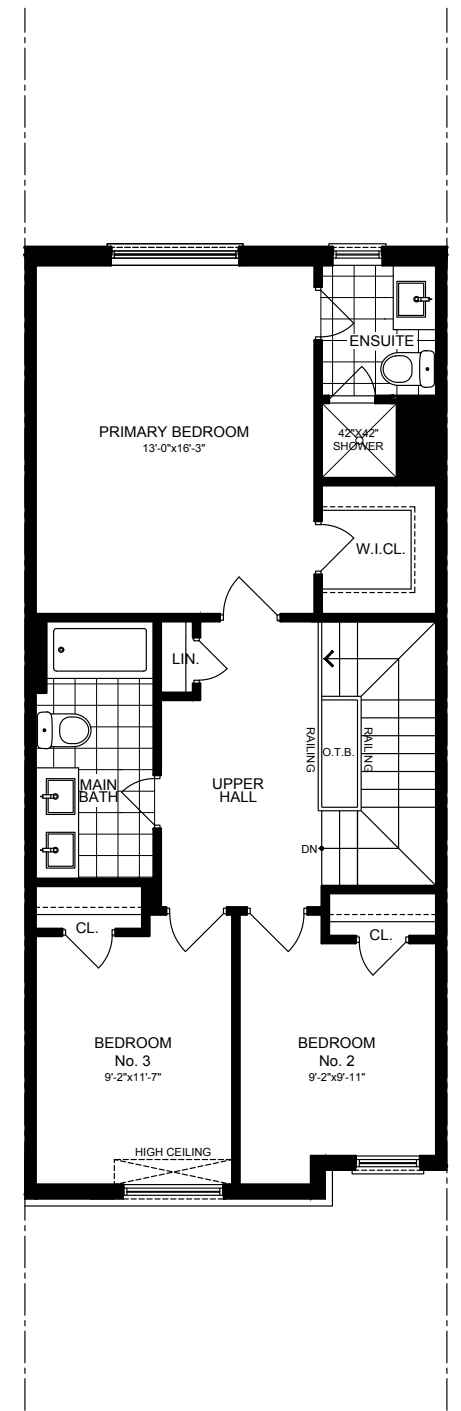 ENSUITE
PRIMARY BEDROOM
13'-0"x16'-3"
42"X42"
SHOWER
W.I.CL.
LIN.
RAILING
O.T.B.
RAILING
MAIN
BATH
UPPER
HALL
DN
CL.
CL.
BEDROOM
No. 3
9'-2"x11'-7"
BEDROOM
No. 2
9'-2"x9'-11"
HIGH CEILING